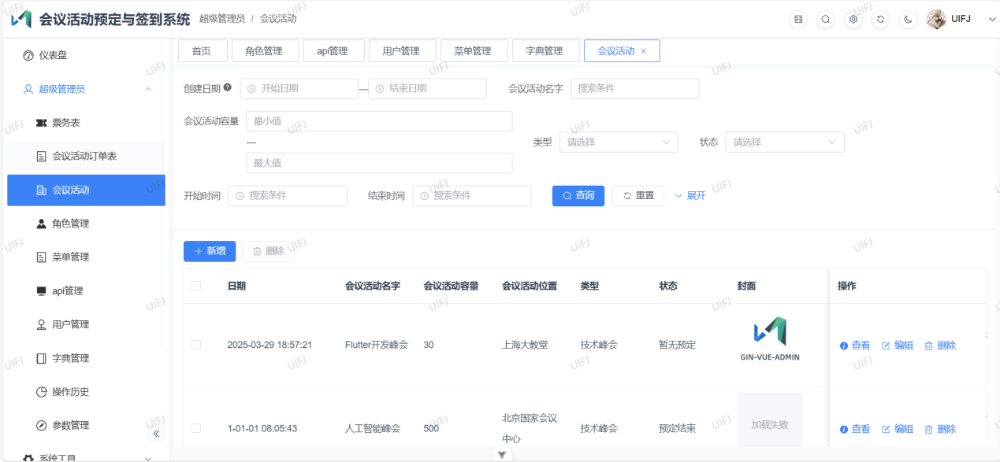 会议活动预定与签到系统 超级管理员 / 会议活动 UIFJ
仪表盘
超级管理员
票务表
会议活动订单表
会议活动
角色管理
菜单管理
api管理
用户管理
字典管理
操作历史
参数管理
系统工具
首页 角色管理 api管理 用户管理 菜单管理 字典管理 会议活动 ×
创建日期 开始日期 — 结束日期 会议活动名字 搜索条件
会议活动容量 最小值
—
最大值
类型 请选择 状态 请选择
开始时间 搜索条件 结束时间 搜索条件 查询 重置 展开
+ 新增 删除
日期 会议活动名字 会议活动容量 会议活动位置 类型 状态 封面 操作
2025-03-29 18:57:21 Flutter开发峰会 30 上海大教堂 技术峰会 暂无预定 GIN-VUE-ADMIN 查看 编辑 删除
1-01-01 08:05:43 人工智能峰会 500 北京国家会议中心 技术峰会 预定结束 加载失败 查看 编辑 删除
UIFJ